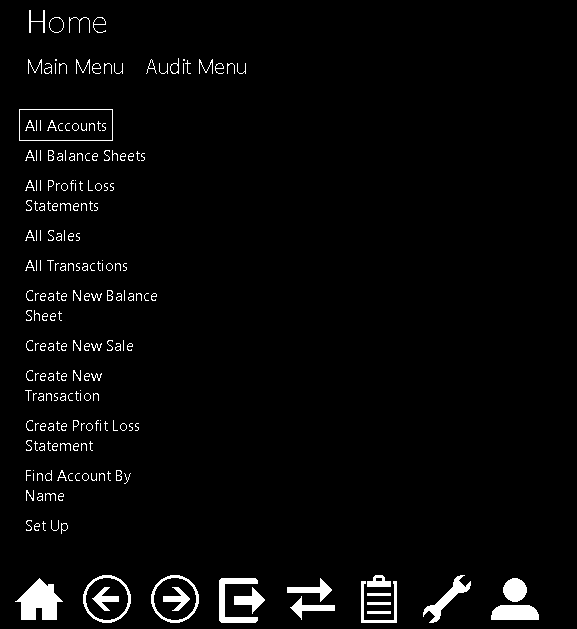 Home
Main Menu Audit Menu
All Accounts
All Balance Sheets
All Profit Loss
Statements
All Sales
All Transactions
Create New Balance
Sheet
Create New Sale
Create New
Transaction
Create Profit Loss
Statement
Find Account By
Name
Set Up